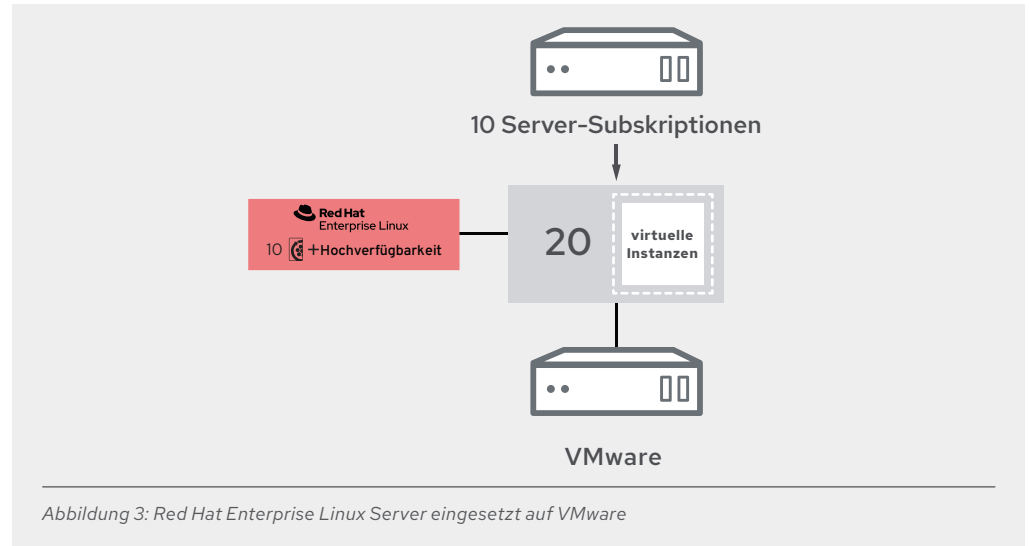 10 Server-Subskriptionen
Red Hat
Enterprise Linux
10 +Hochverfügbarkeit
20
virtuelle
Instanzen
VMware
Abbildung 3: Red Hat Enterprise Linux Server eingesetzt auf VMware